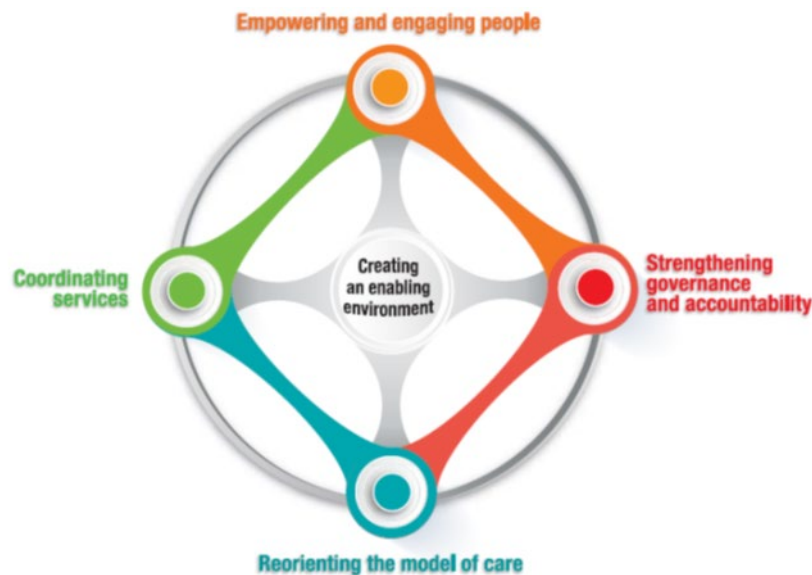 Empowering and engaging people
Coordinating
services
Creating
an enabling
environment
Strengthening
governance
and accountability
Reorienting the model of care